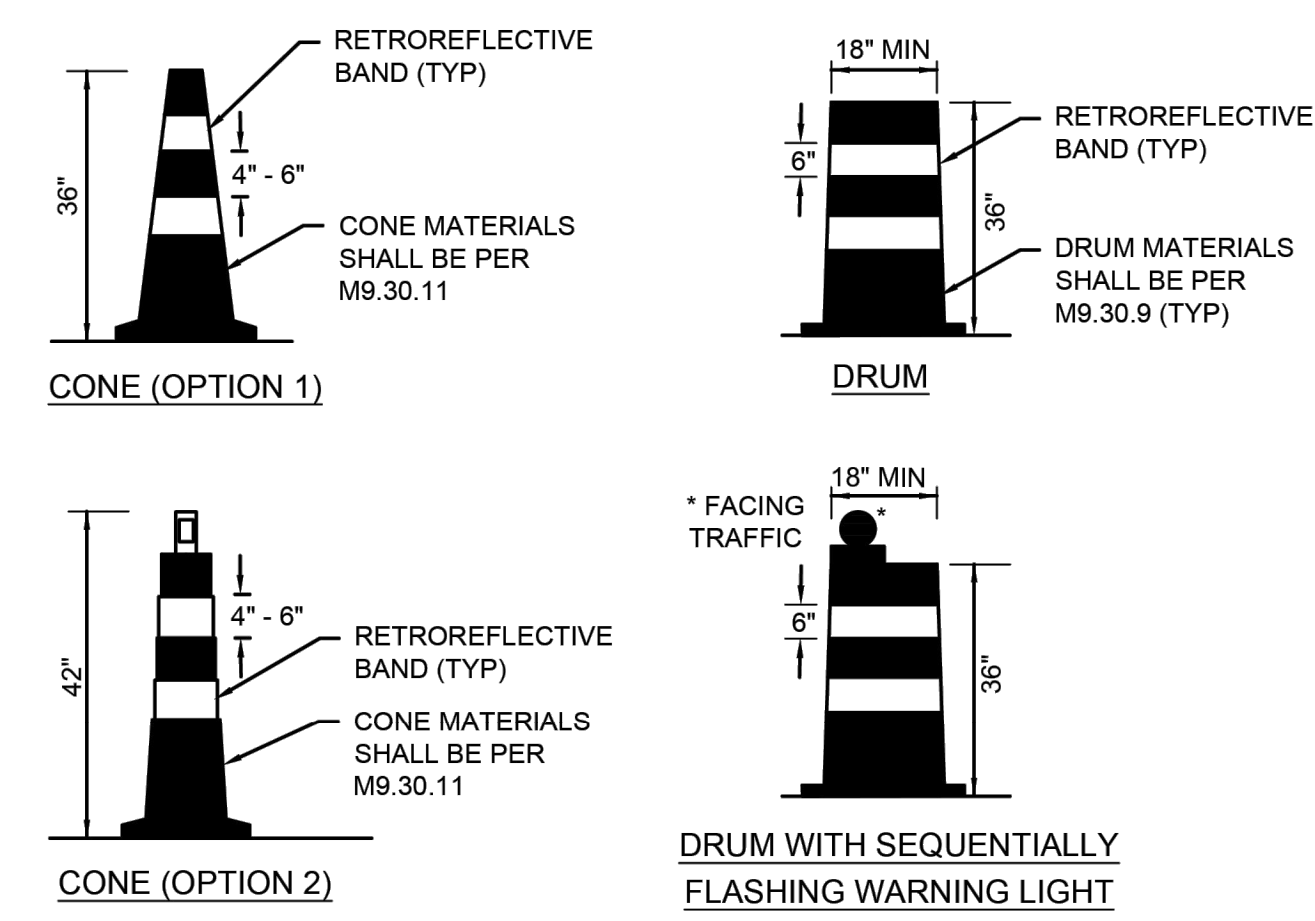 RETROREFLECTIVE
BAND (TYP)
36"
4" - 6"
CONE MATERIALS
SHALL BE PER
M9.30.11
CONE (OPTION 1)
18" MIN
RETROREFLECTIVE
BAND (TYP)
6"
36"
DRUM MATERIALS
SHALL BE PER
M9.30.9 (TYP)
DRUM
42"
4" - 6"
RETROREFLECTIVE
BAND (TYP)
CONE MATERIALS
SHALL BE PER
M9.30.11
CONE (OPTION 2)
18" MIN
* FACING
TRAFFIC
*
6"
36"
DRUM WITH SEQUENTIALLY
FLASHING WARNING LIGHT